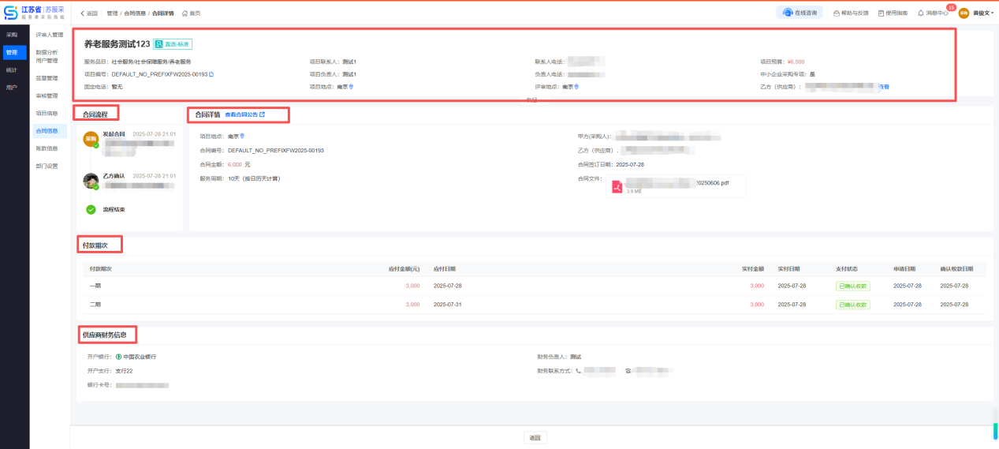 江苏省 | 苏服采
返回 管理 / 合同信息 / 合同详情 首页
在线咨询 帮助与反馈 使用指南 消息中心 15 采购 黄俊文
采购
管理
统计
用户
评审人管理
数据分析
用户管理
签章管理
审核管理
项目信息
合同信息
账款信息
部门设置
养老服务测试123 直选-标准
服务品目: 社会服务/社会保障服务/养老服务 项目联系人: 测试1 联系人电话: 项目预算: ¥6,000
项目编号: DEFAULT_NO_PREFIXFW2025-00193 项目负责人: 测试1 负责人电话: 中小企业采购专项: 是
固定电话: 暂无 项目地点: 南京 评审地点: 南京 乙方（供应商）: 查看
合同流程
采购 发起合同 2025-07-28 21:01
乙方确认 2025-07-28 21:01
流程结束
合同详情 查看合同公告
项目地点: 南京 甲方(采购人):
合同编号: DEFAULT_NO_PREFIXFW2025-00193 乙方（供应商）:
合同金额: 6,000 元 合同签订日期: 2025-07-28
服务周期: 10天（按日历天计算） 合同文件: 20250606.pdf
3.9 MB
付款期次
付款期次 应付金额(元) 应付日期 实付金额 实付日期 支付状态 申请日期 确认收款日期
一期 3,000 2025-07-28 3,000 2025-07-28 已确认收款 2025-07-28 2025-07-28
二期 3,000 2025-07-31 3,000 2025-07-28 已确认收款 2025-07-28 2025-07-28
供应商财务信息
开户银行: 中国农业银行 财务负责人: 测试
开户支行: 支行22 财务联系方式:
银行卡号:
返回